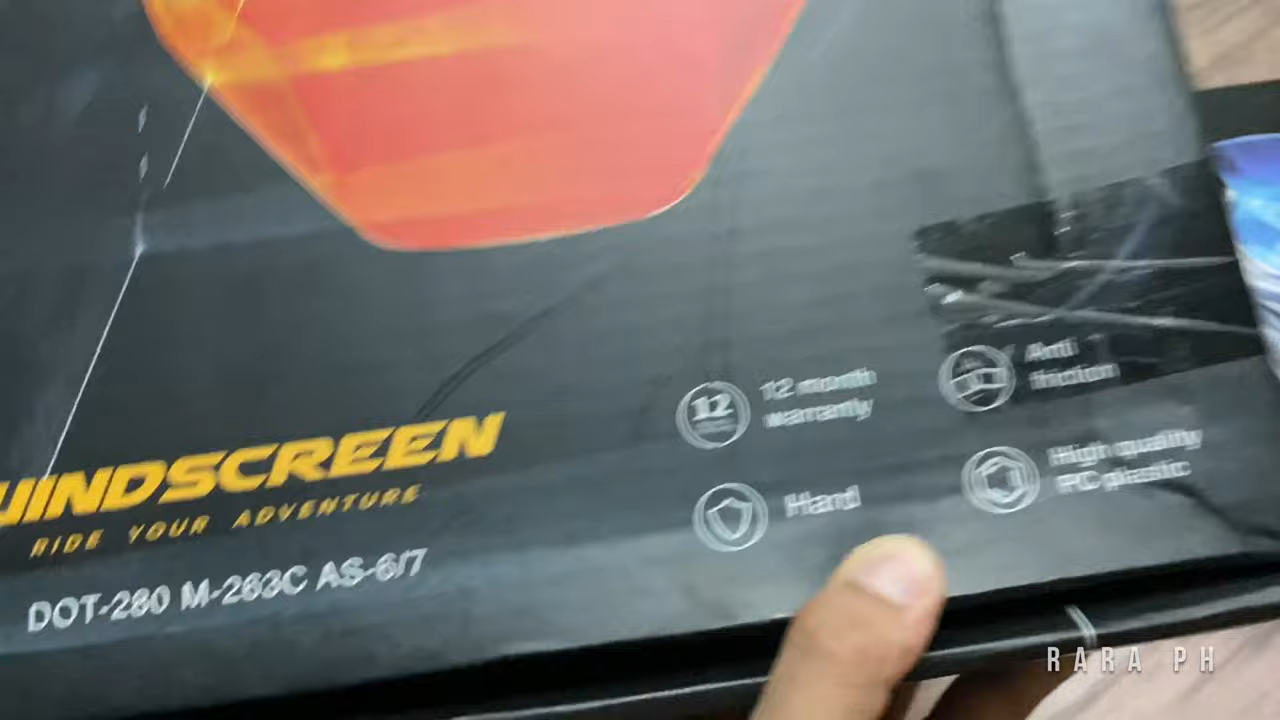 WINDSCREEN
RIDE YOUR ADVENTURE
DOT-280 M-263C AS-6/7
12
12 month
warranty
Hard
Anti
friction
High quality
PC plastic
RARA PH